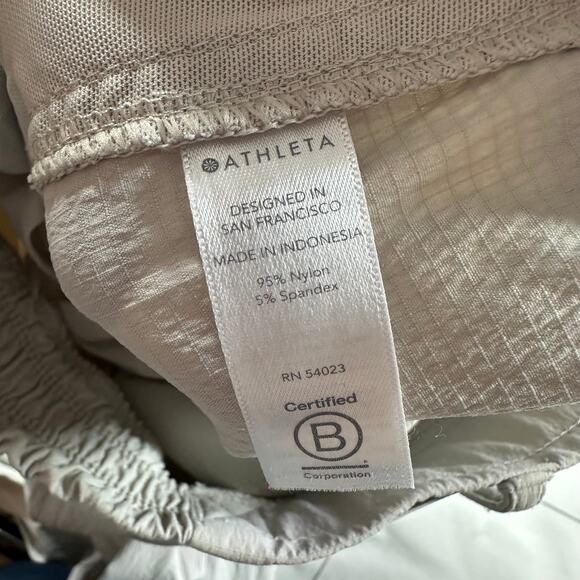 ATHLETA
DESIGNED IN
SAN FRANCISCO
MADE IN INDONESIA
95% Nylon
5% Spandex
RN 54023
Certified
B
Corporation